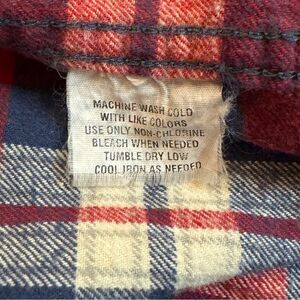 MACHINE WASH COLD
WITH LIKE COLORS
USE ONLY NON-CHLORINE
BLEACH WHEN NEEDED
TUMBLE DRY LOW
COOL IRON AS NEEDED